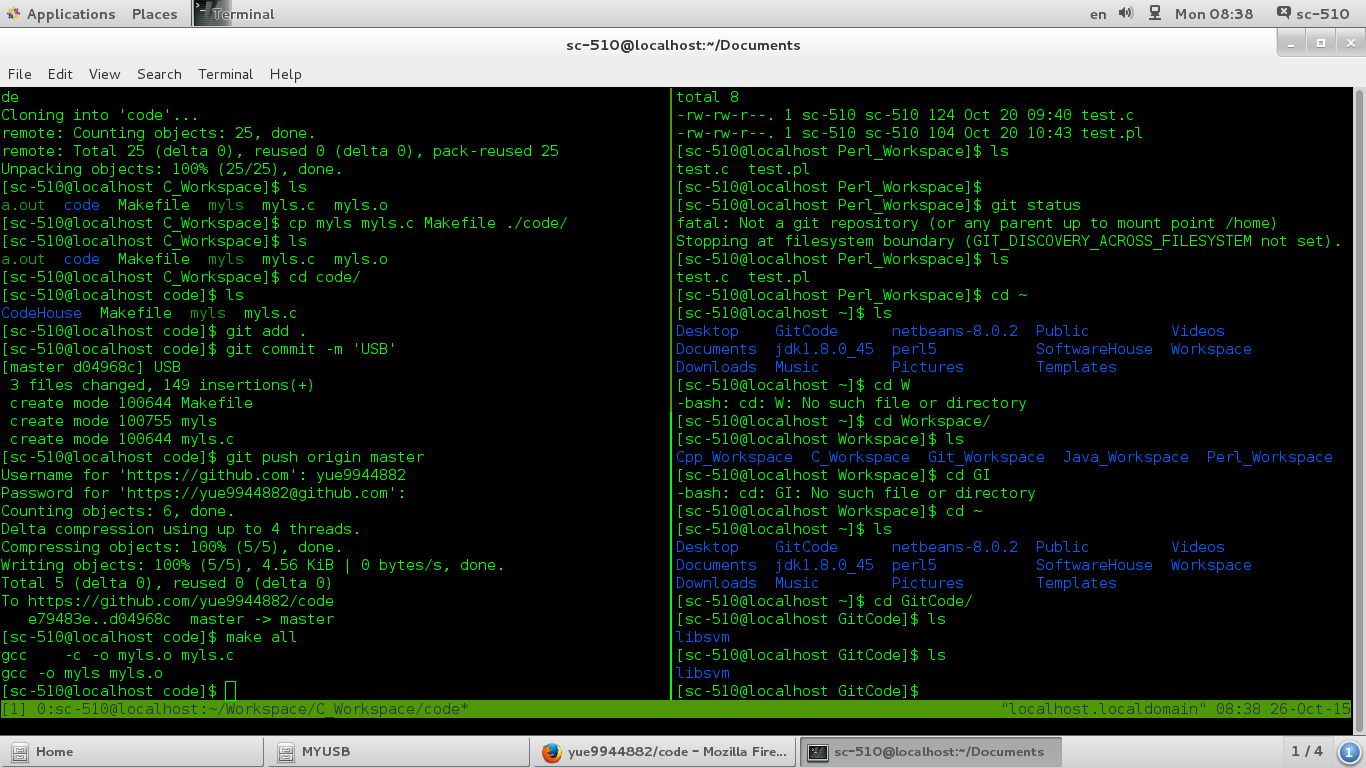 Applications Places Terminal en Mon 08:38 sc-510
sc-510@localhost:~/Documents
File Edit View Search Terminal Help
de
Cloning into 'code'...
remote: Counting objects: 25, done.
remote: Total 25 (delta 0), reused 0 (delta 0), pack-reused 25
Unpacking objects: 100% (25/25), done.
[sc-510@localhost C_Workspace]$ ls
a.out  code  Makefile  myls  myls.c  myls.o
[sc-510@localhost C_Workspace]$ cp myls myls.c Makefile ./code/
[sc-510@localhost C_Workspace]$ ls
a.out  code  Makefile  myls  myls.c  myls.o
[sc-510@localhost C_Workspace]$ cd code/
[sc-510@localhost code]$ ls
CodeHouse  Makefile  myls  myls.c
[sc-510@localhost code]$ git add .
[sc-510@localhost code]$ git commit -m 'USB'
[master d04968c] USB
 3 files changed, 149 insertions(+)
 create mode 100644 Makefile
 create mode 100755 myls
 create mode 100644 myls.c
[sc-510@localhost code]$ git push origin master
Username for 'https://github.com': yue9944882
Password for 'https://yue9944882@github.com':
Counting objects: 6, done.
Delta compression using up to 4 threads.
Compressing objects: 100% (5/5), done.
Writing objects: 100% (5/5), 4.56 KiB | 0 bytes/s, done.
Total 5 (delta 0), reused 0 (delta 0)
To https://github.com/yue9944882/code
   e79483e..d04968c  master -> master
[sc-510@localhost code]$ make all
gcc    -c -o myls.o myls.c
gcc -o myls myls.o
[sc-510@localhost code]$
total 8
-rw-rw-r--. 1 sc-510 sc-510 124 Oct 20 09:40 test.c
-rw-rw-r--. 1 sc-510 sc-510 104 Oct 20 10:43 test.pl
[sc-510@localhost Perl_Workspace]$ ls
test.c  test.pl
[sc-510@localhost Perl_Workspace]$
[sc-510@localhost Perl_Workspace]$ git status
fatal: Not a git repository (or any parent up to mount point /home)
Stopping at filesystem boundary (GIT_DISCOVERY_ACROSS_FILESYSTEM not set).
[sc-510@localhost Perl_Workspace]$ ls
test.c  test.pl
[sc-510@localhost Perl_Workspace]$ cd ~
[sc-510@localhost ~]$ ls
Desktop    GitCode      netbeans-8.0.2  Public         Videos
Documents  jdk1.8.0_45  perl5           SoftwareHouse  Workspace
Downloads  Music        Pictures        Templates
[sc-510@localhost ~]$ cd W
-bash: cd: W: No such file or directory
[sc-510@localhost ~]$ cd Workspace/
[sc-510@localhost Workspace]$ ls
Cpp_Workspace  C_Workspace  Git_Workspace  Java_Workspace  Perl_Workspace
[sc-510@localhost Workspace]$ cd GI
-bash: cd: GI: No such file or directory
[sc-510@localhost Workspace]$ cd ~
[sc-510@localhost ~]$ ls
Desktop    GitCode      netbeans-8.0.2  Public         Videos
Documents  jdk1.8.0_45  perl5           SoftwareHouse  Workspace
Downloads  Music        Pictures        Templates
[sc-510@localhost ~]$ cd GitCode/
[sc-510@localhost GitCode]$ ls
libsvm
[sc-510@localhost GitCode]$ ls
libsvm
[sc-510@localhost GitCode]$
[1] 0:sc-510@localhost:~/Workspace/C_Workspace/code* "localhost.localdomain" 08:38 26-Oct-15
Home MYUSB yue9944882/code - Mozilla Fire... sc-510@localhost:~/Documents 1 / 4 1